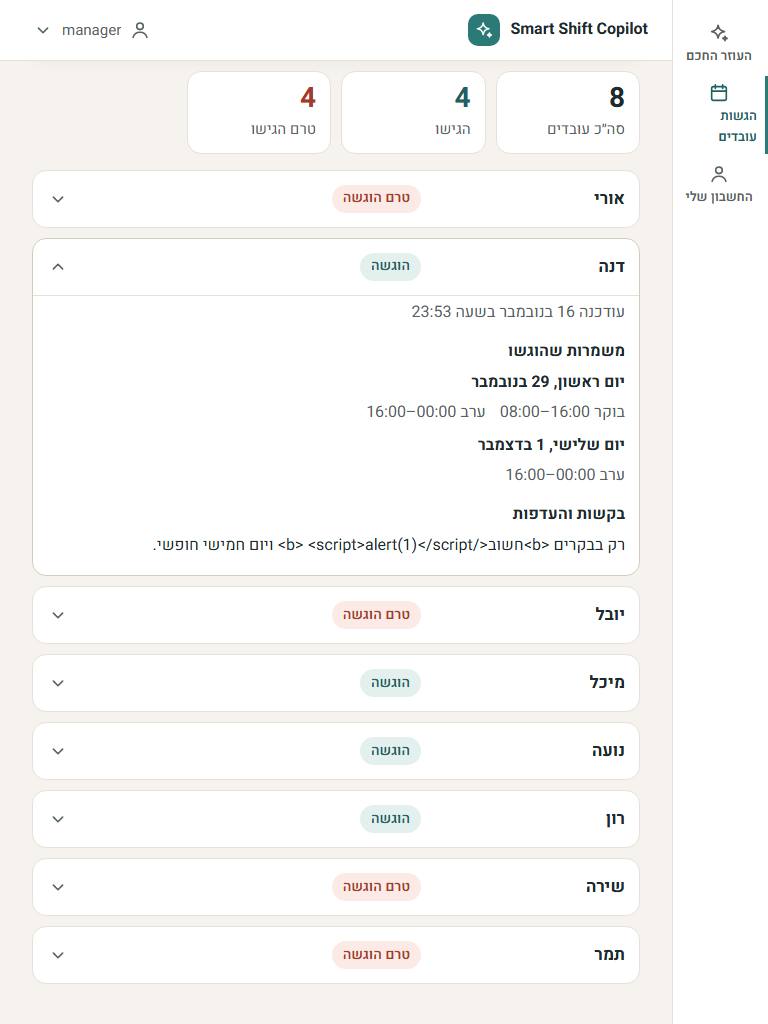 Smart Shift Copilot
manager
העוזר החכם
הגשות
עובדים
החשבון שלי
8
סה"כ עובדים
4
הגישו
4
טרם הגישו
אורי
טרם הוגשה
דנה
הוגשה
עודכנה 16 בנובמבר בשעה 23:53
משמרות שהוגשו
יום ראשון, 29 בנובמבר
בוקר 08:00–16:00 ערב 16:00–00:00
יום שלישי, 1 בדצמבר
ערב 16:00–00:00
בקשות והעדפות
רק בבקרים <b>חשוב</b> <script>alert(1)</script> ויום חמישי חופשי.
יובל
טרם הוגשה
מיכל
הוגשה
נועה
הוגשה
רון
הוגשה
שירה
טרם הוגשה
תמר
טרם הוגשה